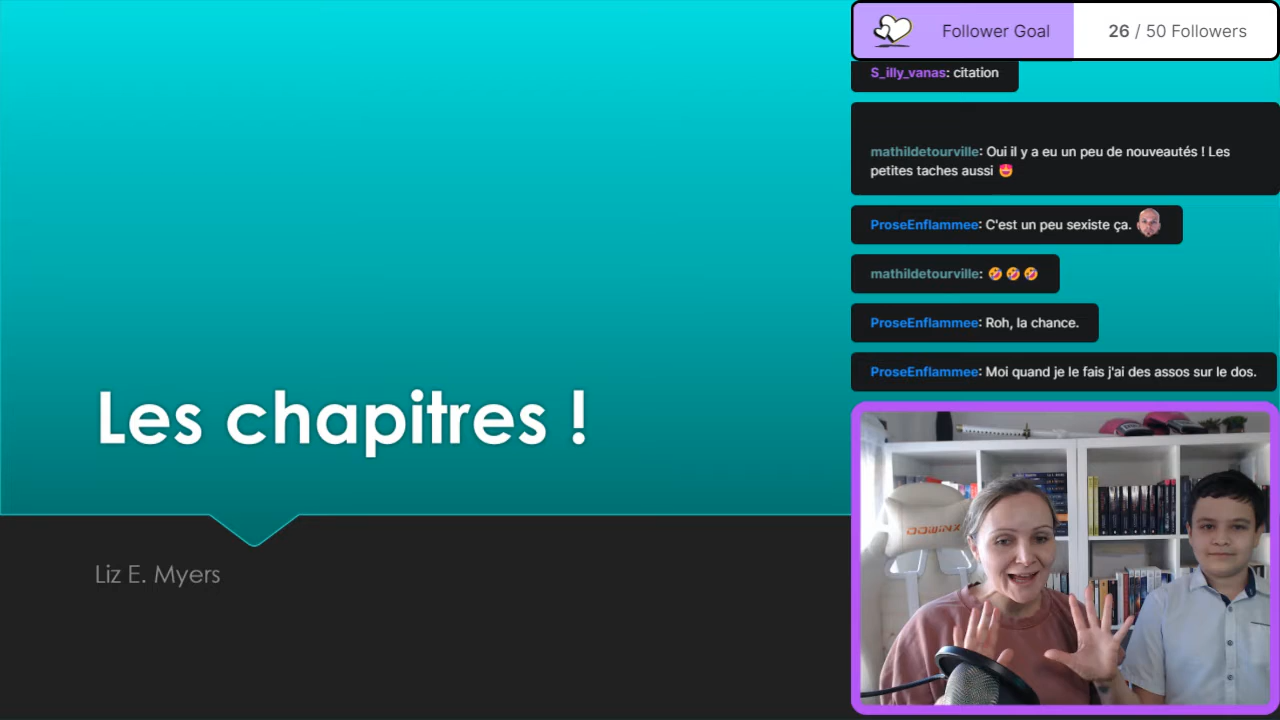 Follower Goal
26 / 50 Followers
S_illy_vanas: citation
mathildetourville: Oui il y a eu un peu de nouveautés ! Les
petites taches aussi 😍
ProseEnflammee: C'est un peu sexiste ça.
mathildetourville: 🤣🤣🤣
ProseEnflammee: Roh, la chance.
ProseEnflammee: Moi quand je le fais j'ai des assos sur le dos.
Les chapitres !
Liz E. Myers
DOWINX